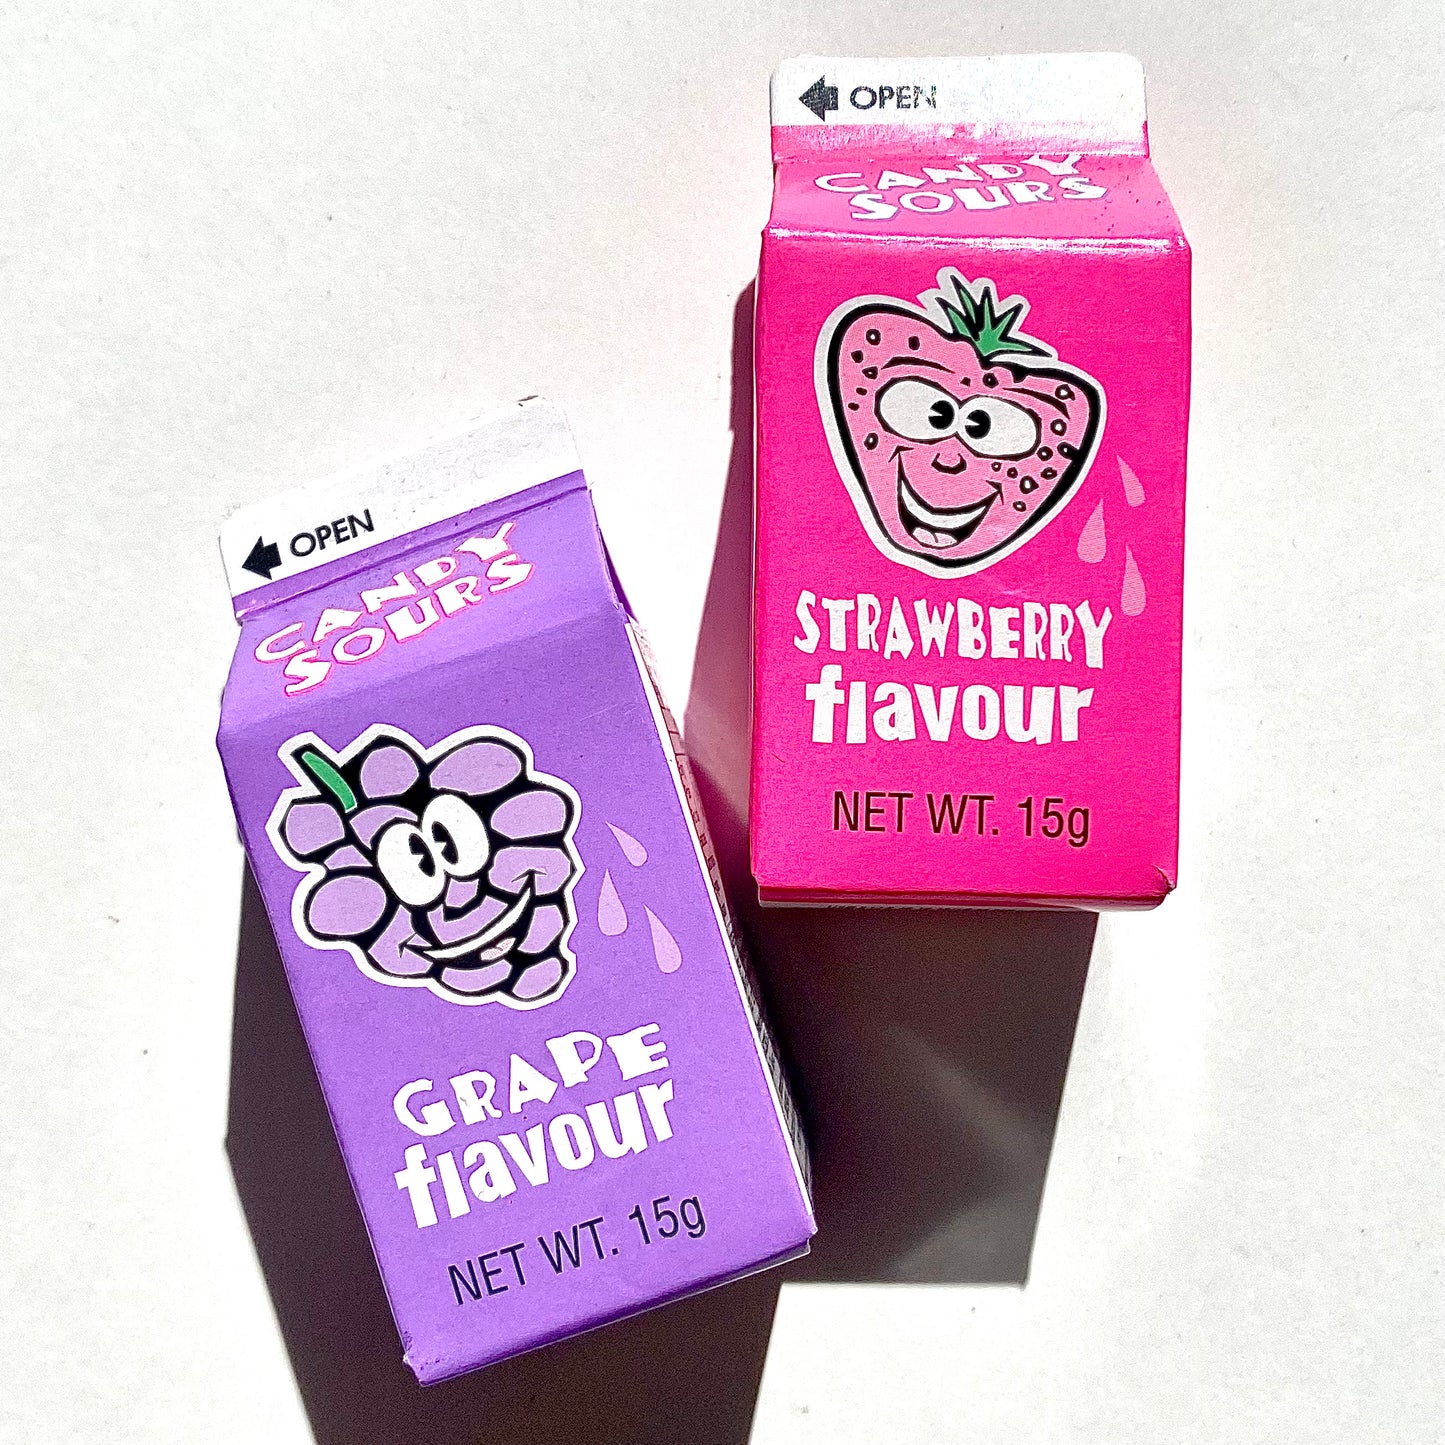 OPEN
CANDY
SOURS
STRAWBERRY
flavour
NET WT. 15g
OPEN
CANDY
SOURS
GRAPE
flavour
NET WT. 15g